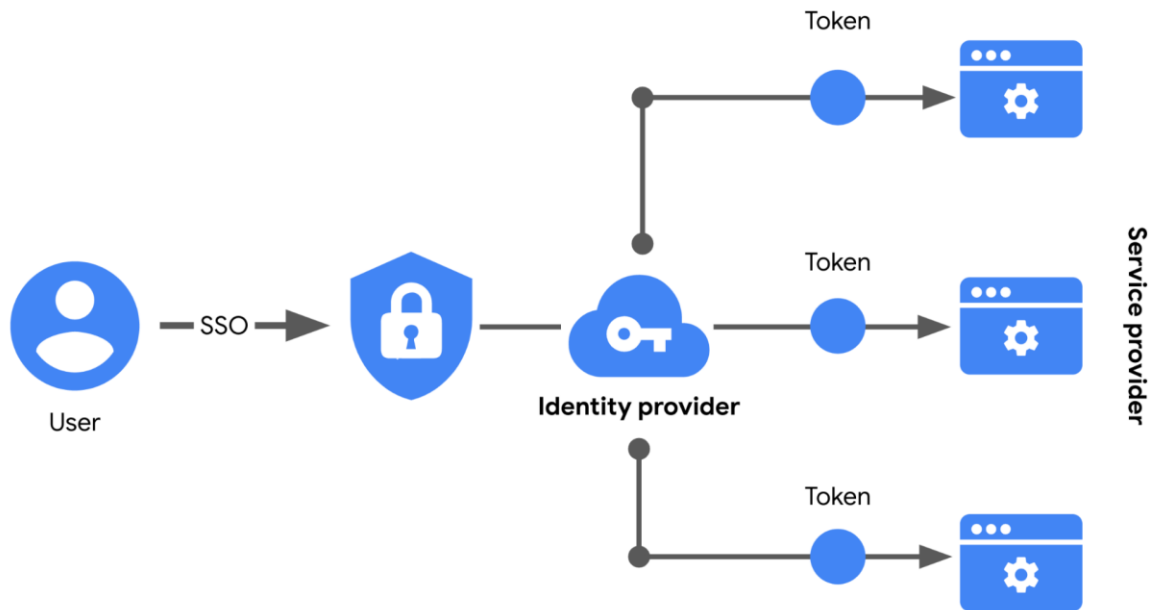 Token
Token
SSO
User
Identity provider
Service provider
Token